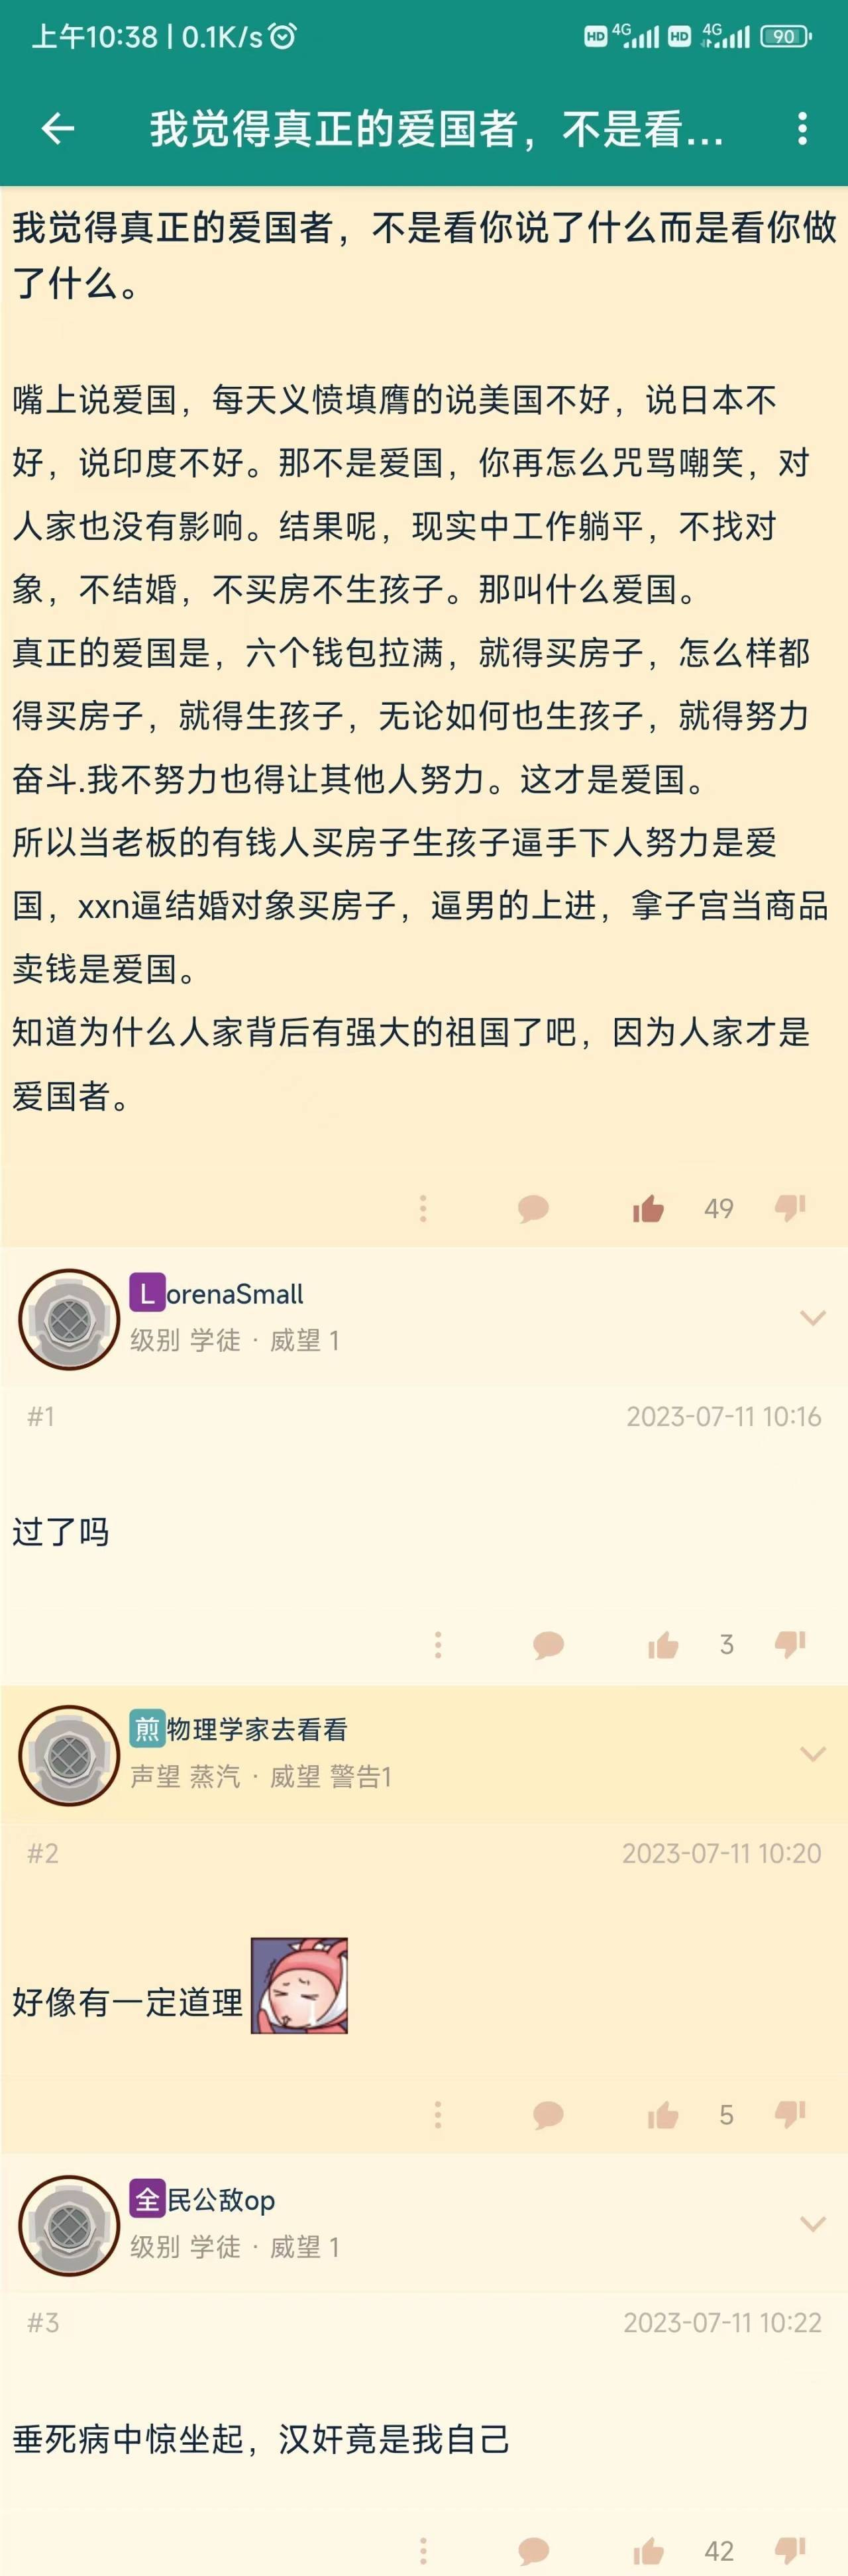 上午10:38 | 0.1K/s
HD 4G HD 4G 90
我觉得真正的爱国者，不是看...
我觉得真正的爱国者，不是看你说了什么而是看你做
了什么。
嘴上说爱国，每天义愤填膺的说美国不好，说日本不
好，说印度不好。那不是爱国，你再怎么咒骂嘲笑，对
人家也没有影响。结果呢，现实中工作躺平，不找对
象，不结婚，不买房不生孩子。那叫什么爱国。
真正的爱国是，六个钱包拉满，就得买房子，怎么样都
得买房子，就得生孩子，无论如何也生孩子，就得努力
奋斗.我不努力也得让其他人努力。这才是爱国。
所以当老板的有钱人买房子生孩子逼手下人努力是爱
国，xxn逼结婚对象买房子，逼男的上进，拿子宫当商品
卖钱是爱国。
知道为什么人家背后有强大的祖国了吧，因为人家才是
爱国者。
49
LorenaSmall
级别 学徒 · 威望 1
#1 2023-07-11 10:16
过了吗
3
煎物理学家去看看
声望 蒸汽 · 威望 警告1
#2 2023-07-11 10:20
好像有一定道理
5
全民公敌op
级别 学徒 · 威望 1
#3 2023-07-11 10:22
垂死病中惊坐起，汉奸竟是我自己
42